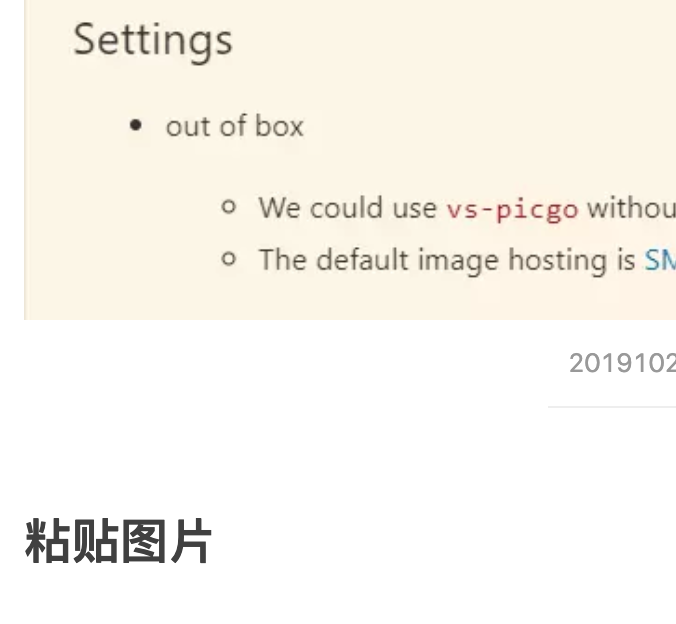 Settings
out of box
We could use vs-picgo withou
The default image hosting is SM
2019102
粘贴图片